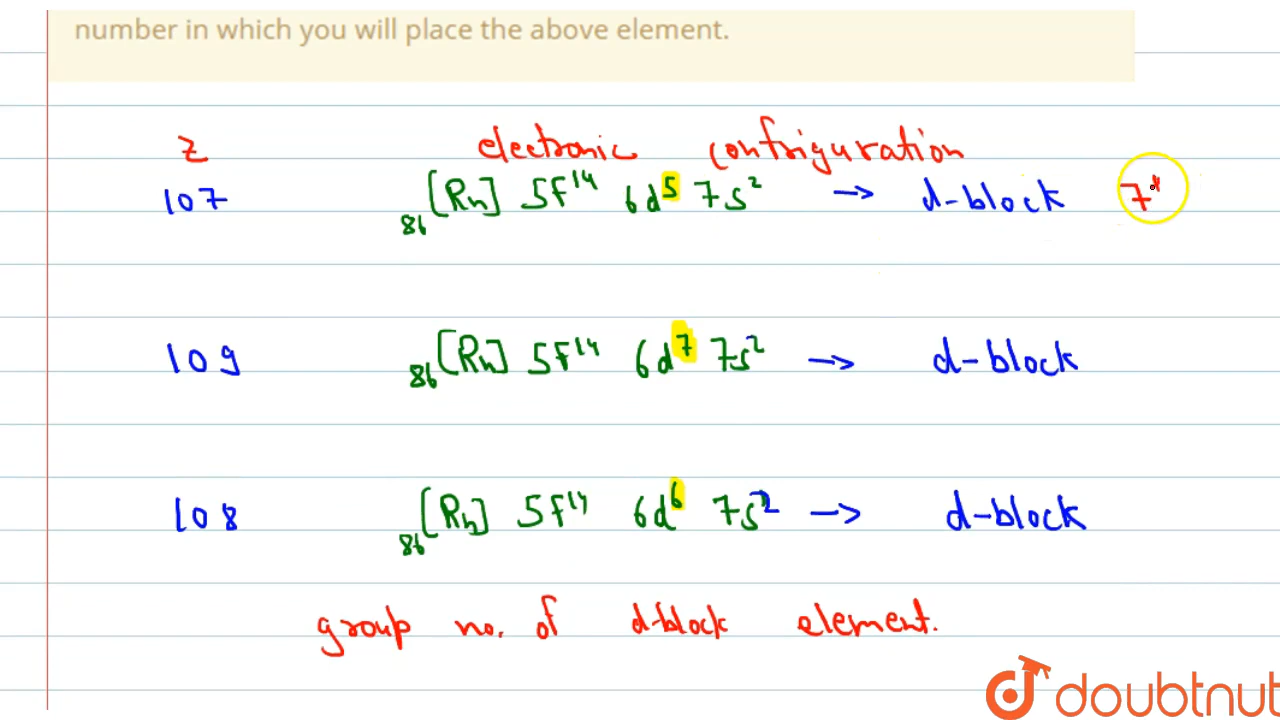 number in which you will place the above element.
Z electronic confriguration
107 86[Rn] 5f¹⁴ 6d⁵ 7s² → d-block 7
109 86[Rn] 5f¹⁴ 6d⁷ 7s² → d-block
108 86[Rn] 5f¹⁴ 6d⁶ 7s² → d-block
group no. of d-block element.
doubtnut